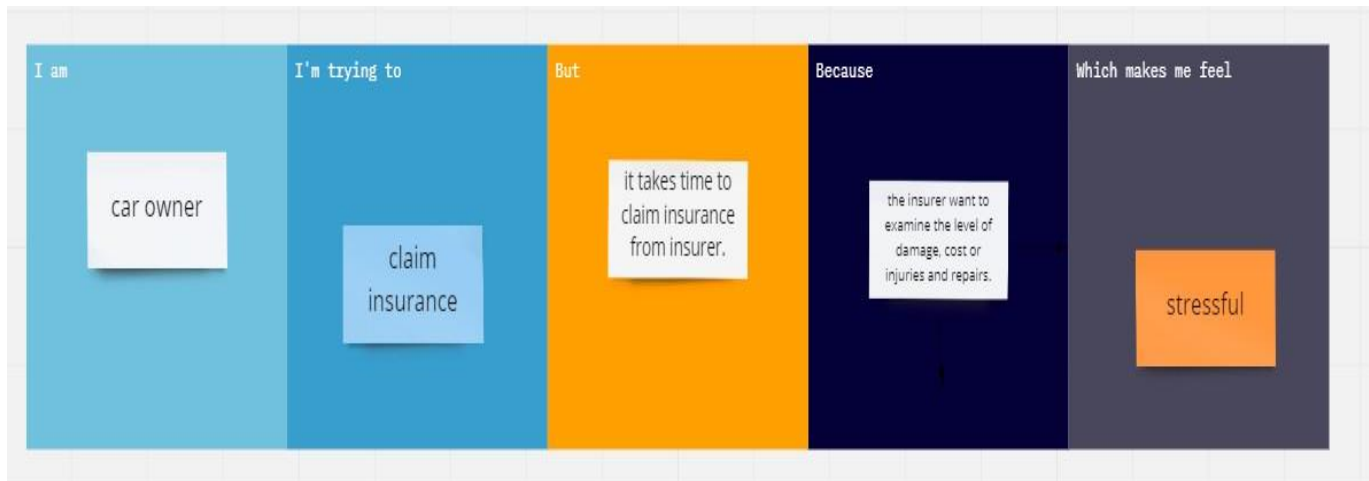 I am
car owner
I'm trying to
claim
insurance
But
it takes time to
claim insurance
from insurer.
Because
the insurer want to
examine the level of
damage, cost or
injuries and repairs.
Which makes me feel
stressful